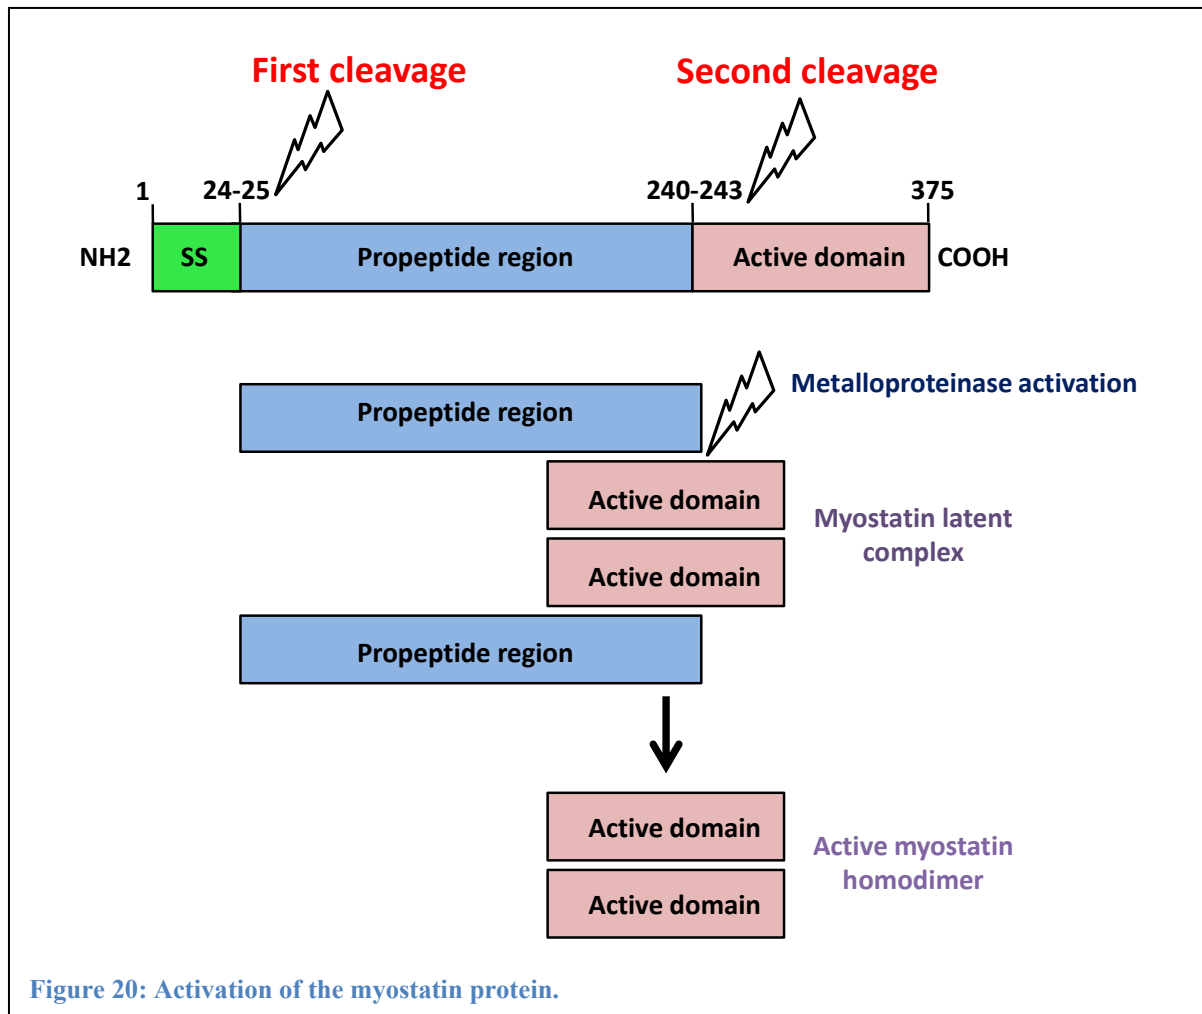 First cleavage
Second cleavage
1
24-25
240-243
375
NH2
SS
Propeptide region
Active domain
COOH
Metalloproteinase activation
Propeptide region
Active domain
Myostatin latent
complex
Active domain
Propeptide region
Active domain
Active myostatin
homodimer
Active domain
Figure 20: Activation of the myostatin protein.